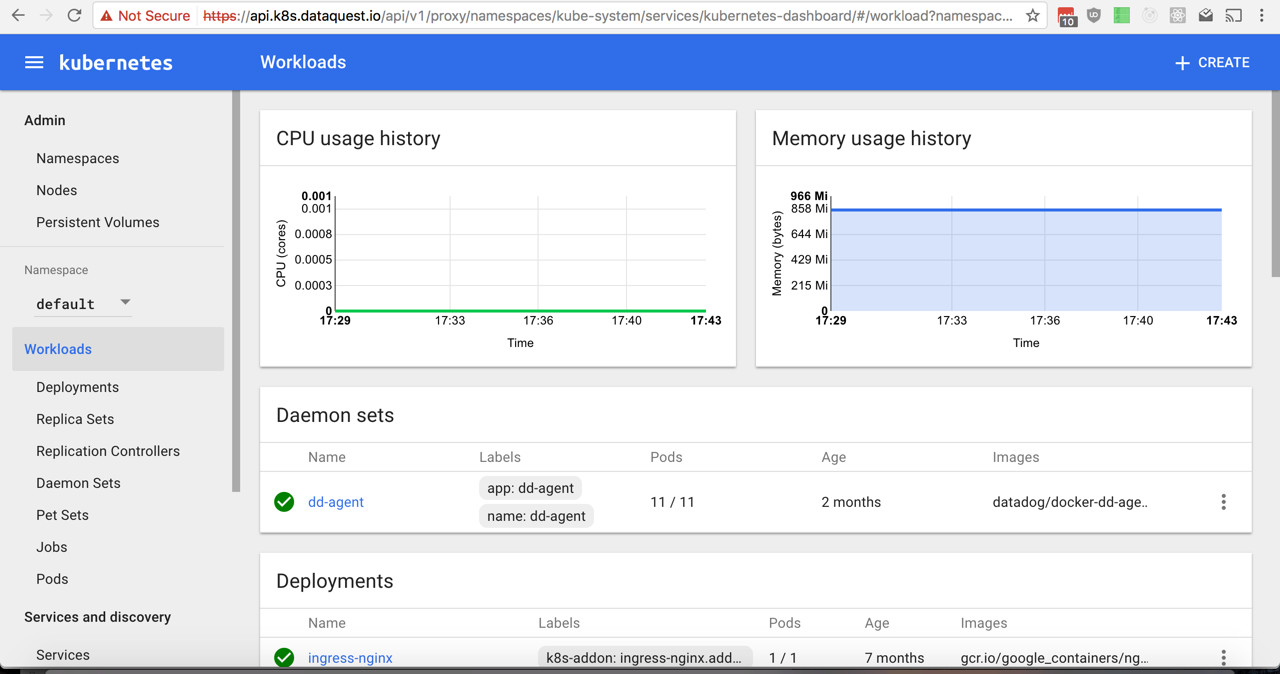 Not Secure https://api.k8s.dataquest.io/api/v1/proxy/namespaces/kube-system/services/kubernetes-dashboard/#/workload?namespac...
10
kubernetes
Workloads
CREATE
Admin
Namespaces
Nodes
Persistent Volumes
Namespace
default
Workloads
Deployments
Replica Sets
Replication Controllers
Daemon Sets
Pet Sets
Jobs
Pods
Services and discovery
Services
CPU usage history
CPU (cores)
0.001
0.001
0.0008
0.0005
0.0003
0
17:29 17:33 17:36 17:40 17:43
Time
Memory usage history
Memory (bytes)
966 Mi
858 Mi
644 Mi
429 Mi
215 Mi
0
17:29 17:33 17:36 17:40 17:43
Time
Daemon sets
Name Labels Pods Age Images
dd-agent app: dd-agent 11 / 11 2 months datadog/docker-dd-age..
name: dd-agent
Deployments
Name Labels Pods Age Images
ingress-nginx k8s-addon: ingress-nginx.add... 1 / 1 7 months gcr.io/google_containers/ng...